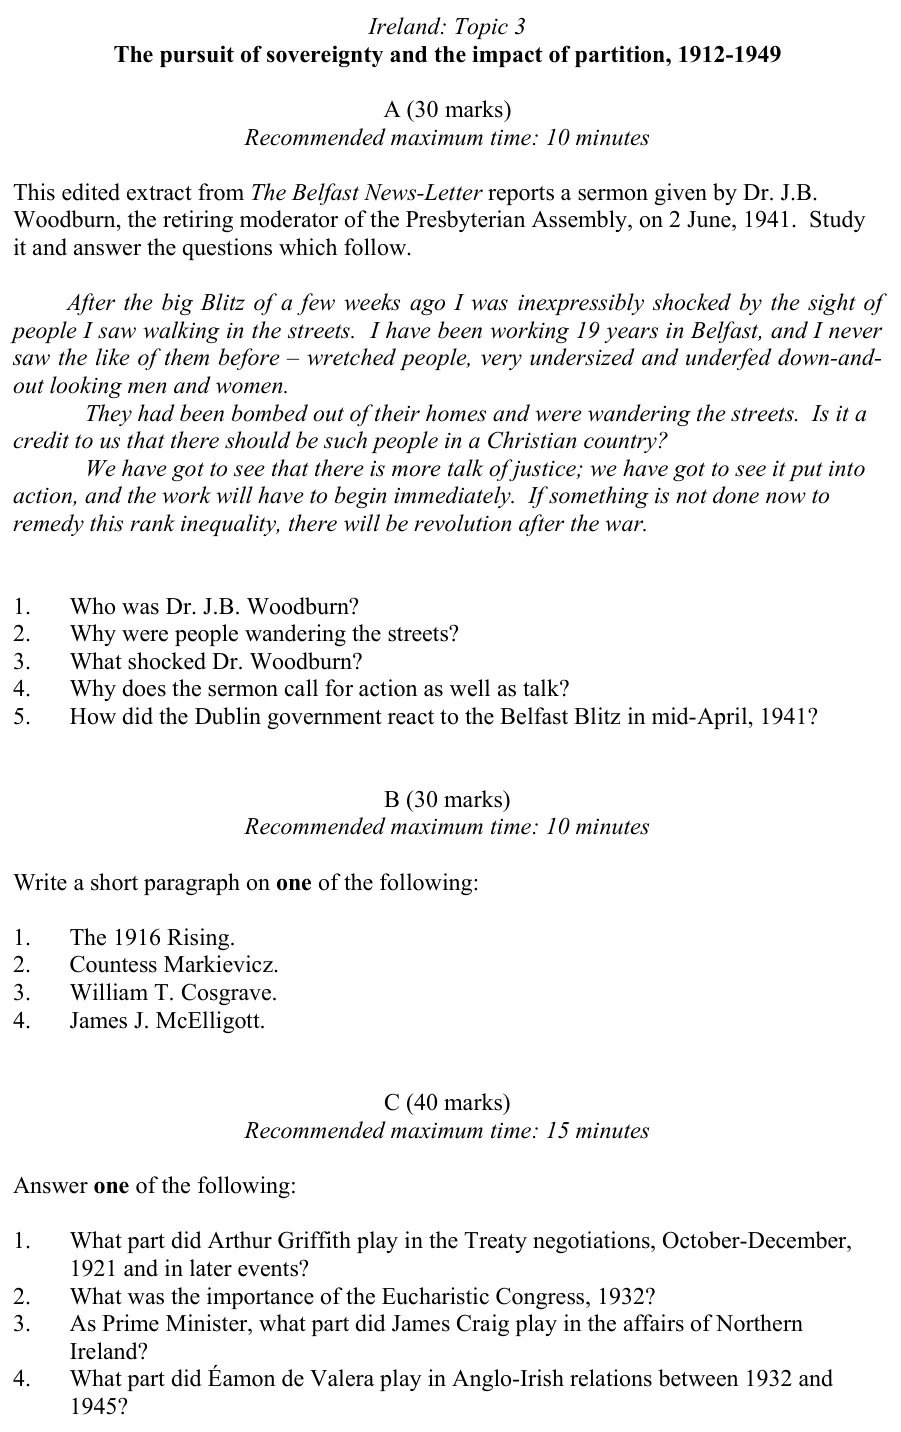 Ireland: Topic 3
The pursuit of sovereignty and the impact of partition, 1912-1949
A (30 marks)
Recommended maximum time: 10 minutes
This edited extract from The Belfast News-Letter reports a sermon given by Dr. J.B.
Woodburn, the retiring moderator of the Presbyterian Assembly, on 2 June, 1941. Study
it and answer the questions which follow.
After the big Blitz of a few weeks ago I was inexpressibly shocked by the sight of
people I saw walking in the streets. I have been working 19 years in Belfast, and I never
saw the like of them before – wretched people, very undersized and underfed down-and-
out looking men and women.
They had been bombed out of their homes and were wandering the streets. Is it a
credit to us that there should be such people in a Christian country?
We have got to see that there is more talk of justice; we have got to see it put into
action, and the work will have to begin immediately. If something is not done now to
remedy this rank inequality, there will be revolution after the war.
1. Who was Dr. J.B. Woodburn?
2. Why were people wandering the streets?
3. What shocked Dr. Woodburn?
4. Why does the sermon call for action as well as talk?
5. How did the Dublin government react to the Belfast Blitz in mid-April, 1941?
B (30 marks)
Recommended maximum time: 10 minutes
Write a short paragraph on one of the following:
1. The 1916 Rising.
2. Countess Markievicz.
3. William T. Cosgrave.
4. James J. McElligott.
C (40 marks)
Recommended maximum time: 15 minutes
Answer one of the following:
1. What part did Arthur Griffith play in the Treaty negotiations, October-December,
1921 and in later events?
2. What was the importance of the Eucharistic Congress, 1932?
3. As Prime Minister, what part did James Craig play in the affairs of Northern
Ireland?
4. What part did Éamon de Valera play in Anglo-Irish relations between 1932 and
1945?